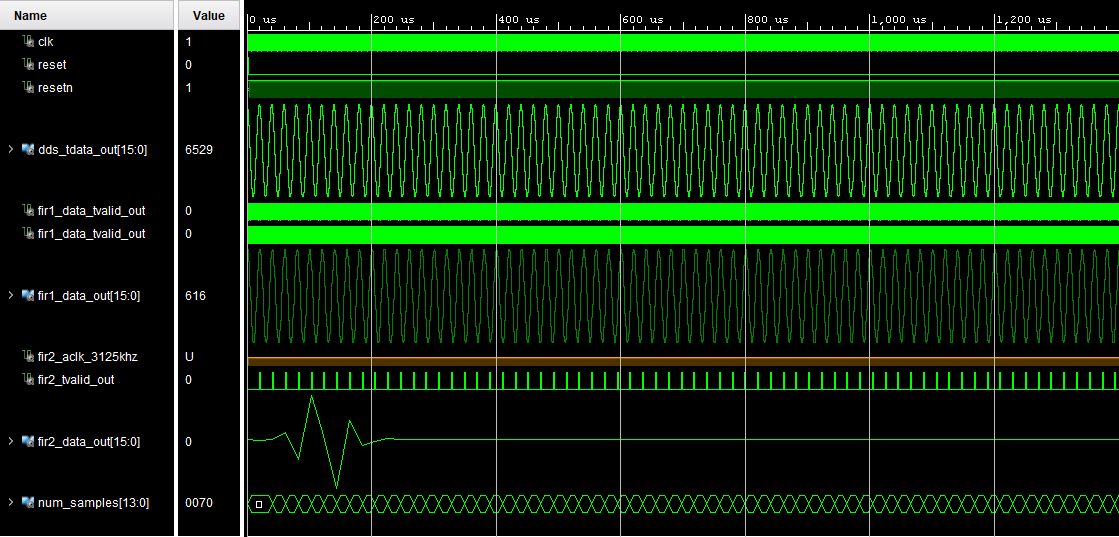 Name Value
0 us 200 us 400 us 600 us 800 us 1,000 us 1,200 us
clk 1
reset 0
resetn 1
dds_tdata_out[15:0] 6529
fir1_data_tvalid_out 0
fir1_data_tvalid_out 0
fir1_data_out[15:0] 616
fir2_aclk_3125khz U
fir2_tvalid_out 0
fir2_data_out[15:0] 0
num_samples[13:0] 0070